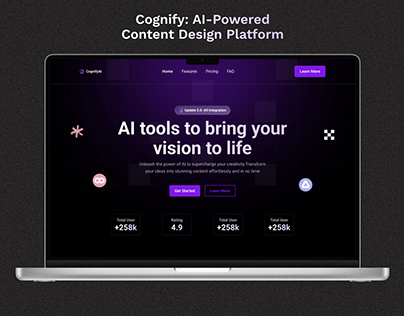 Cognify: AI-Powered
Content Design Platform
CognifyAI
Home Features Pricing FAQ
Learn More
Update 2.0: All Integration
AI tools to bring your
vision to life
Unleash the power of AI to supercharge your creativity.Transform
your ideas into stunning content effortlessly and in no time
Get Started
Learn More
Total User
+258k
Rating
4.9
Total User
+258k
Total User
+258k